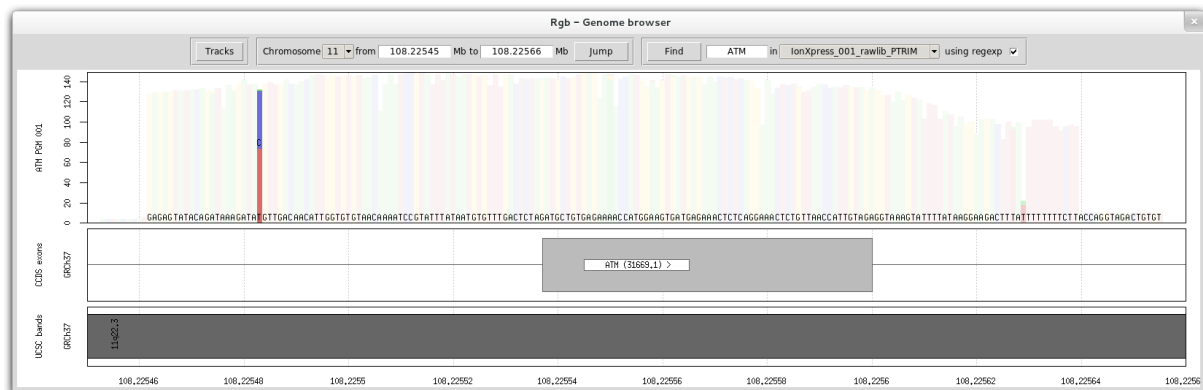 Rgb - Genome browser
Tracks Chromosome 11 from 108.22545 Mb to 108.22566 Mb Jump Find ATM in IonXpress_001_rawlib_PTRIM using regexp
ATM PGM 001
0 20 40 60 80 100 120 140
C
GAGAGTATACAGATAAAGATATGTTGACAACATTGGTGTGTAACAAAATCCGTATTTATAATGTGTTTGACTCTAGATGCTGTGAGAAAACCATGGAAGTGATGAGAAACTCTCAGGAAACTCTGTTAACCATTGTAGAGGTAAAGTATTTTATAAGGAAGACTTTATTTTTTTTCTTACCAGGTAGACTGTGT
CCDS exons
GRCh37
ATM (31669.1) >
UCSC bands
GRCh37
11q22.3
108.22546 108.22548 108.2255 108.22552 108.22554 108.22556 108.22558 108.2256 108.22562 108.22564